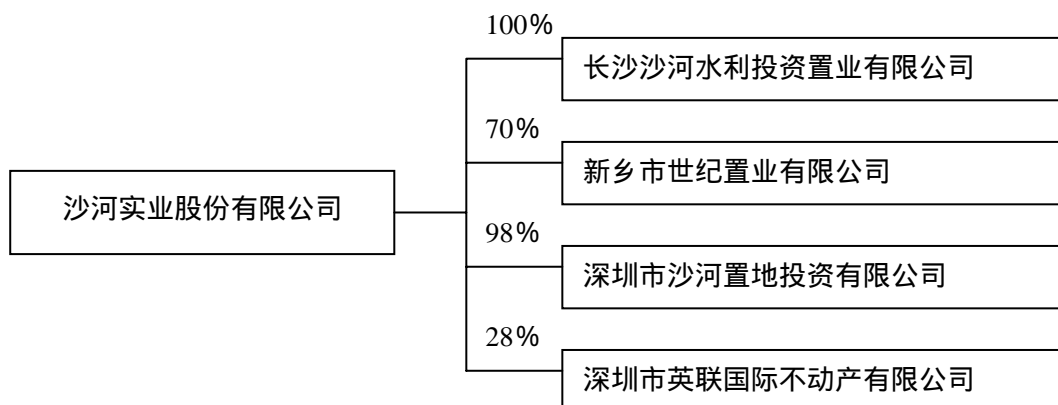 100%
长沙沙河水利投资置业有限公司
70%
新乡市世纪置业有限公司
沙河实业股份有限公司
98%
深圳市沙河置地投资有限公司
28%
深圳市英联国际不动产有限公司